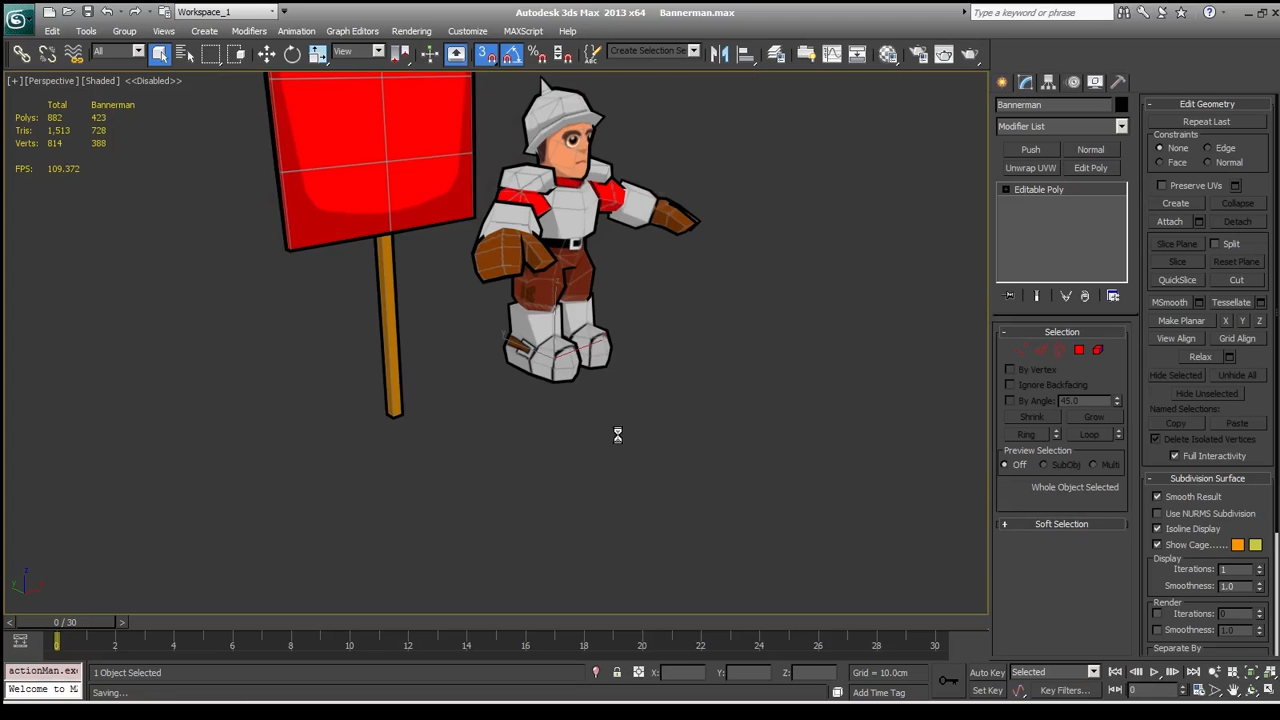 Workspace_1
Autodesk 3ds Max 2013 x64 Bannerman.max
Type a keyword or phrase
Edit Tools Group Views Create Modifiers Animation Graph Editors Rendering Customize MAXScript Help
All View 3 % ABC Create Selection Se
[+] [Perspective] [Shaded] <<Disabled>>
Total Bannerman
Polys: 882 423
Tris: 1,513 728
Verts: 814 388
FPS: 109.372
Bannerman
Modifier List
Push Normal
Unwrap UVW Edit Poly
Editable Poly
Selection
By Vertex
Ignore Backfacing
By Angle: 45.0
Shrink Grow
Ring Loop
Preview Selection
Off SubObj Multi
Whole Object Selected
Soft Selection
Edit Geometry
Repeat Last
Constraints
None Edge
Face Normal
Preserve UVs
Create Collapse
Attach Detach
Slice Plane Split
Slice Reset Plane
QuickSlice Cut
MSmooth Tessellate
Make Planar X Y Z
View Align Grid Align
Relax
Hide Selected Unhide All
Hide Unselected
Named Selections:
Copy Paste
Delete Isolated Vertices
Full Interactivity
Subdivision Surface
Smooth Result
Use NURMS Subdivision
Isoline Display
Show Cage......
Display
Iterations: 1
Smoothness: 1.0
Render
Iterations: 0
Smoothness: 1.0
Separate By
z
0 / 30
0 2 4 6 8 10 12 14 16 18 20 22 24 26 28 30
actionMan.exe 1 Object Selected X: Y: Z: Grid = 10.0cm Auto Key Selected
Welcome to M Saving... Add Time Tag Set Key Key Filters... 0